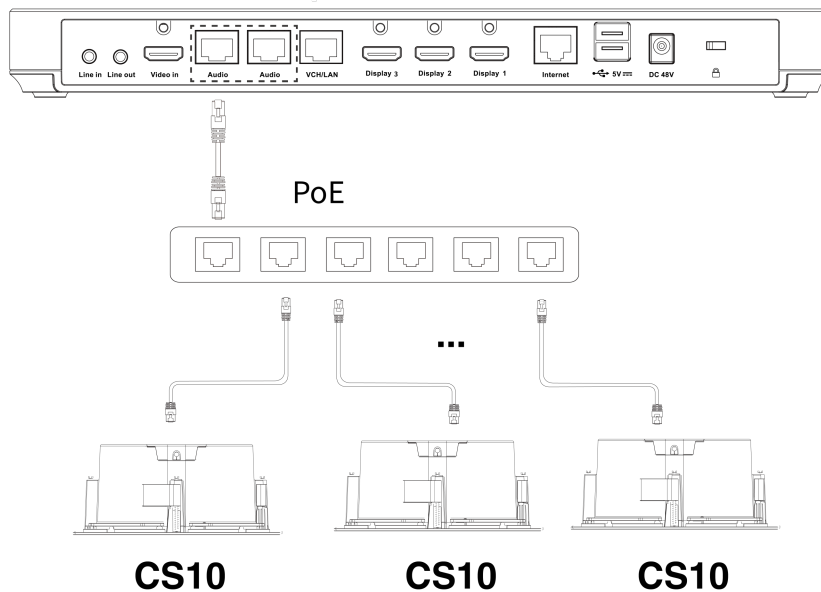 Line in Line out Video in Audio Audio VCH/LAN Display 3 Display 2 Display 1 Internet 5V DC 48V
PoE
...
CS10 CS10 CS10